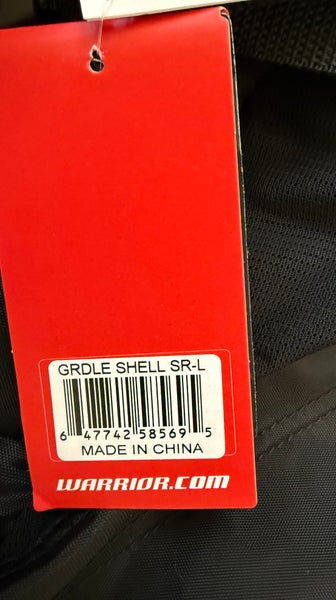 GRDLE SHELL SR-L
6 47742 58569 5
MADE IN CHINA
WARRIOR.COM